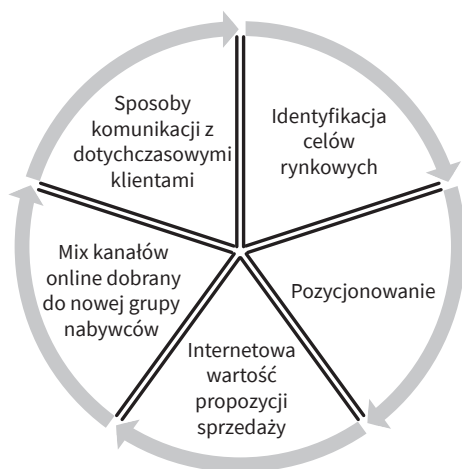 Identyfikacja
celów
rynkowych
Pozycjonowanie
Internetowa
wartość
propozycji
sprzedaży
Mix kanałów
online dobrany
do nowej grupy
nabywców
Sposoby
komunikacji z
dotychczasowymi
klientami